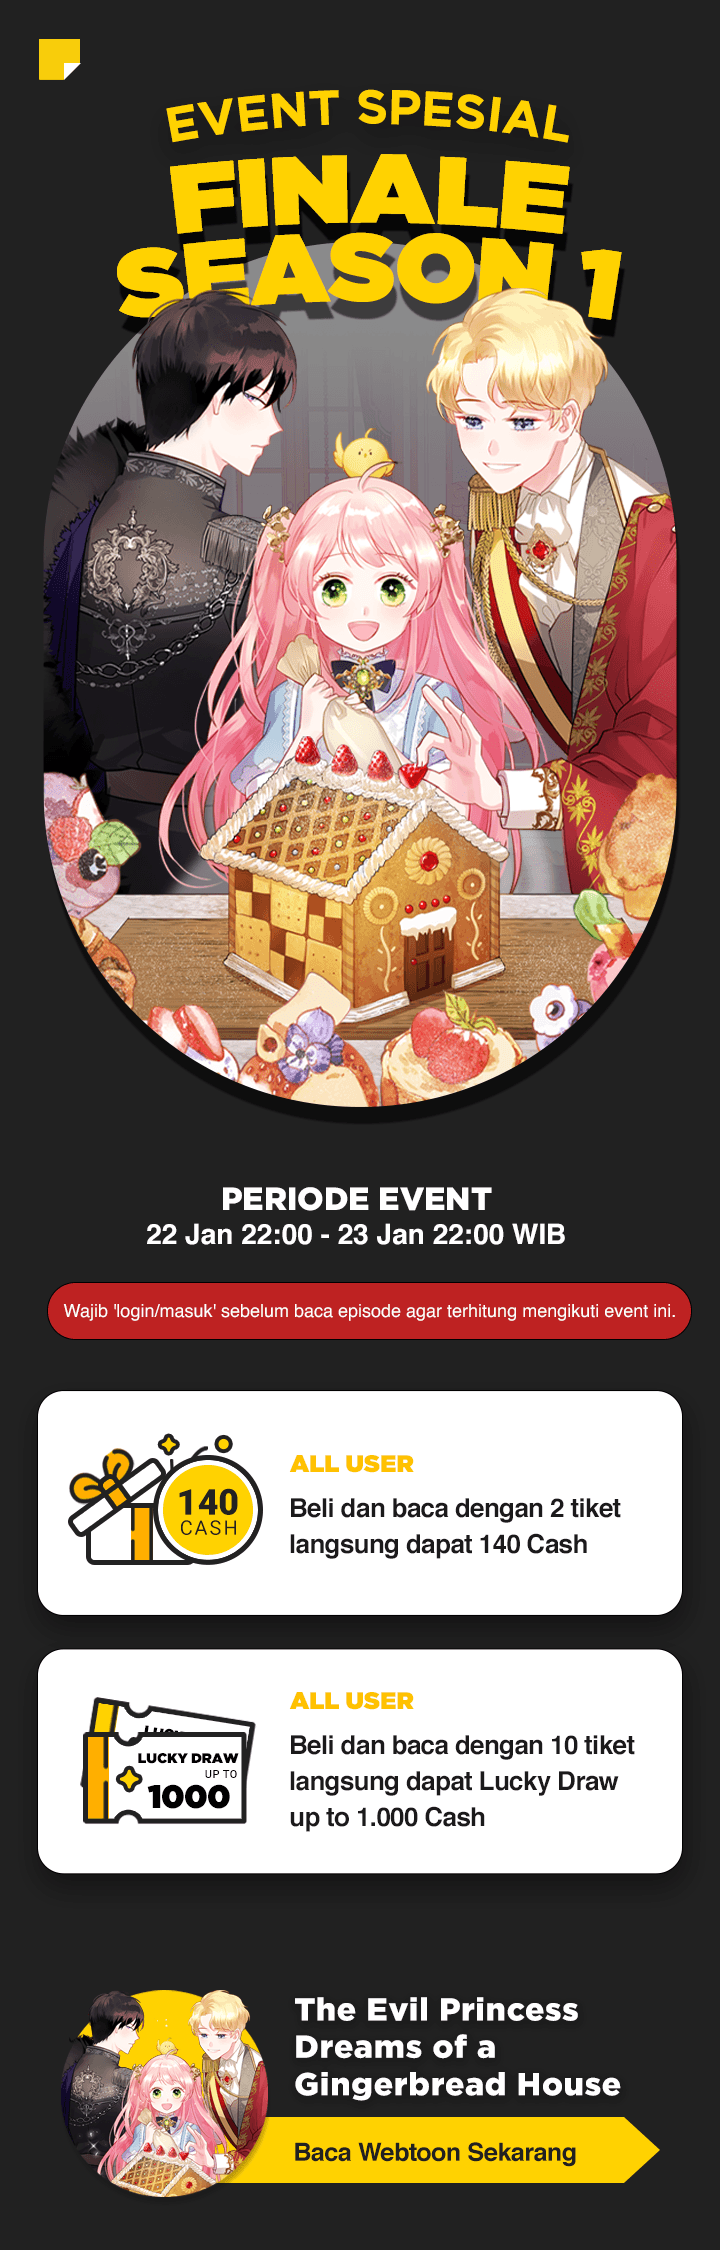 EVENT SPESIAL
FINALE
SEASON 1
PERIODE EVENT
22 Jan 22:00 - 23 Jan 22:00 WIB
Wajib 'login/masuk' sebelum baca episode agar terhitung mengikuti event ini.
140
CASH
ALL USER
Beli dan baca dengan 2 tiket
langsung dapat 140 Cash
LUCKY DRAW
UP TO
1000
ALL USER
Beli dan baca dengan 10 tiket
langsung dapat Lucky Draw
up to 1.000 Cash
The Evil Princess
Dreams of a
Gingerbread House
Baca Webtoon Sekarang